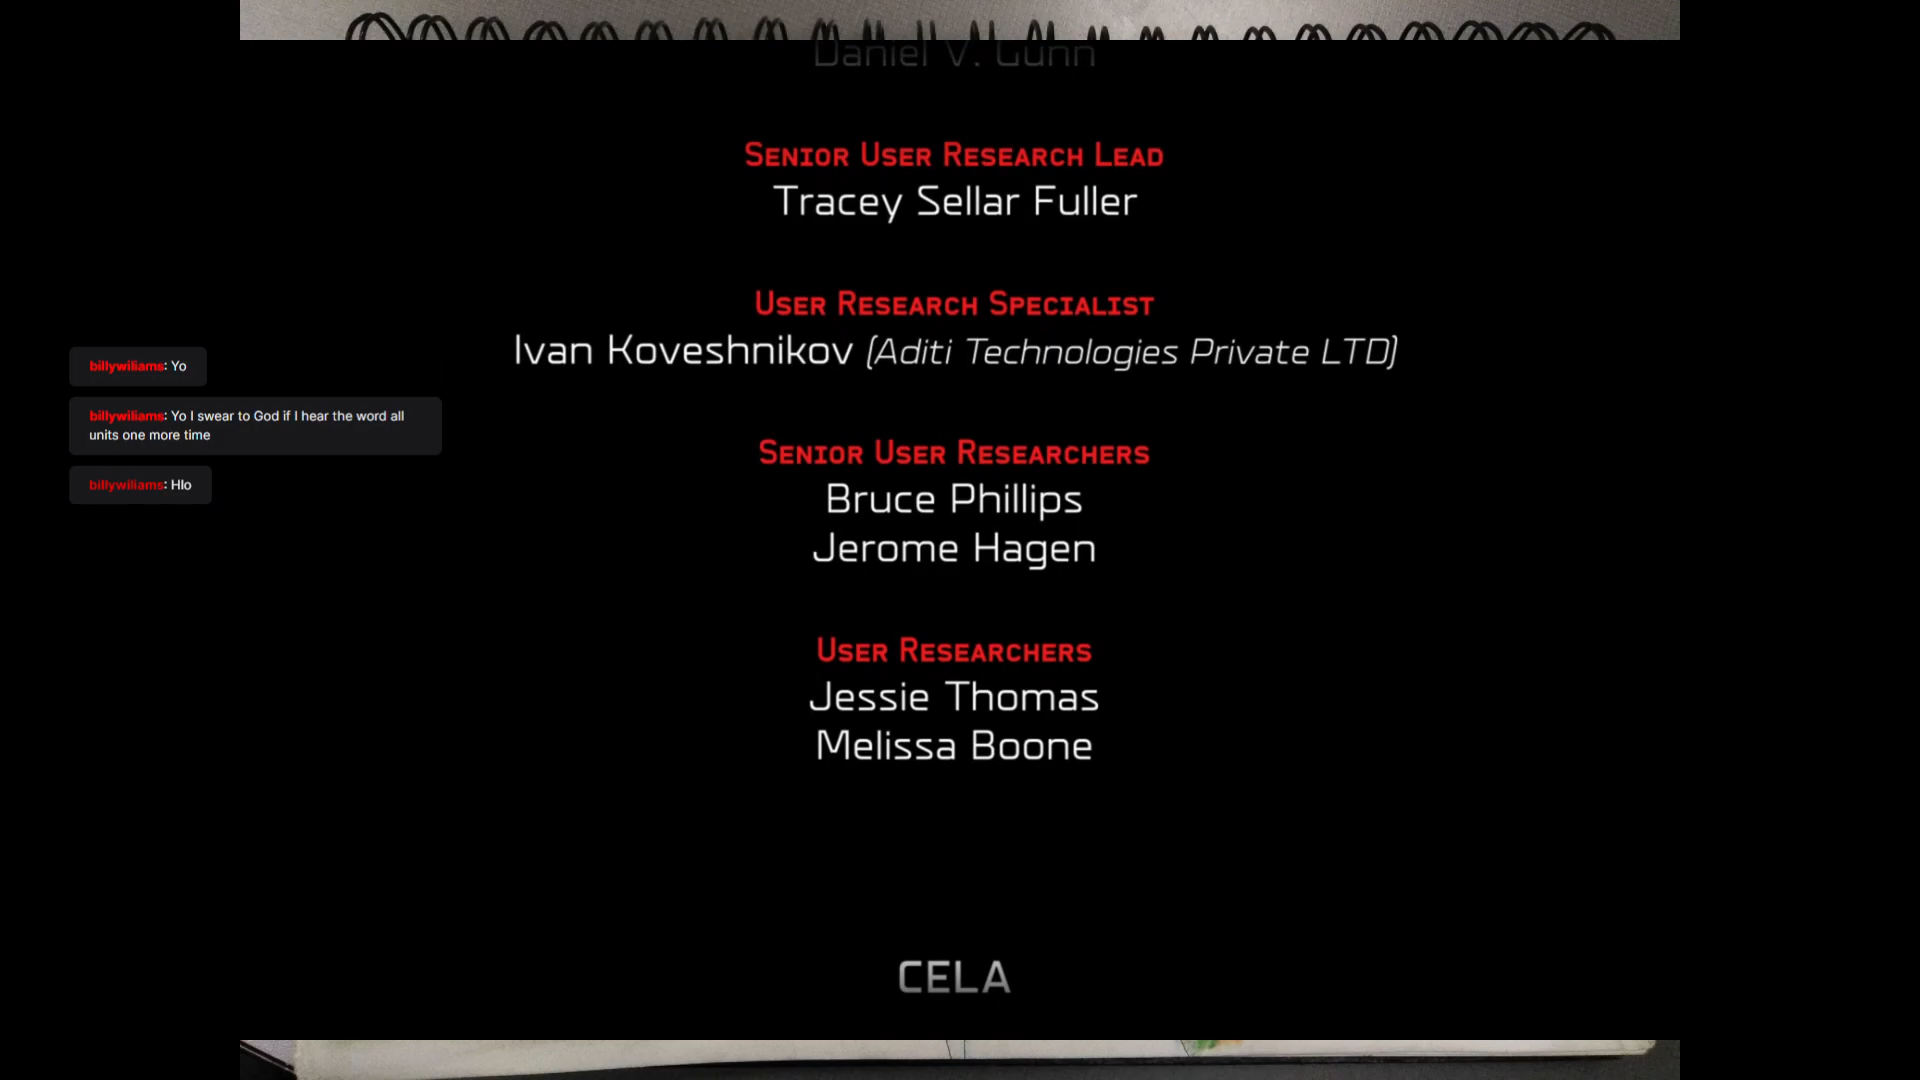 Daniel V. Gunn
Senior User Research Lead
Tracey Sellar Fuller
User Research Specialist
Ivan Koveshnikov (Aditi Technologies Private LTD)
Senior User Researchers
Bruce Phillips
Jerome Hagen
User Researchers
Jessie Thomas
Melissa Boone
CELA
billywiliams: Yo
billywiliams: Yo I swear to God if I hear the word all
units one more time
billywiliams: Hlo